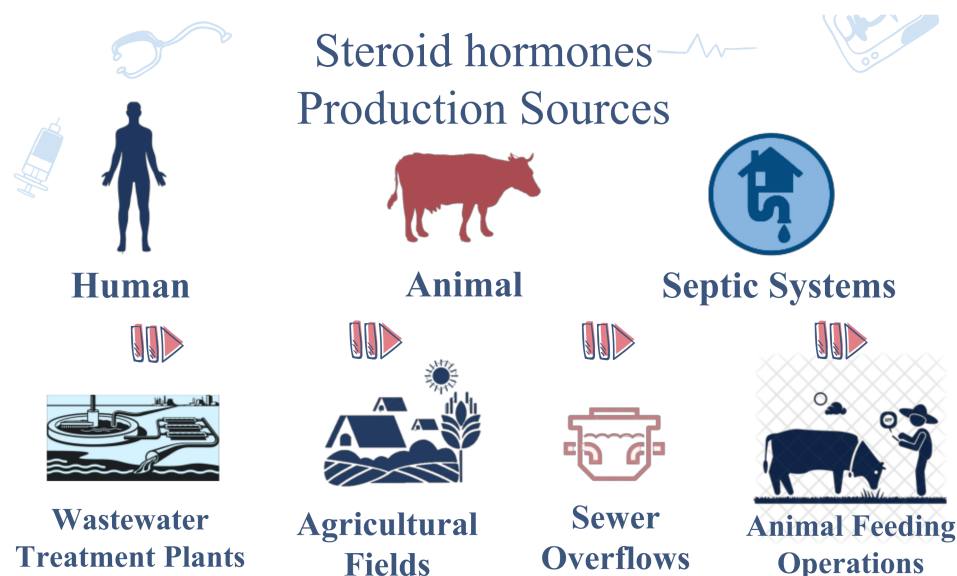 Steroid hormones
Production Sources
Human
Animal
Septic Systems
Wastewater
Treatment Plants
Agricultural
Fields
Sewer
Overflows
Animal Feeding
Operations